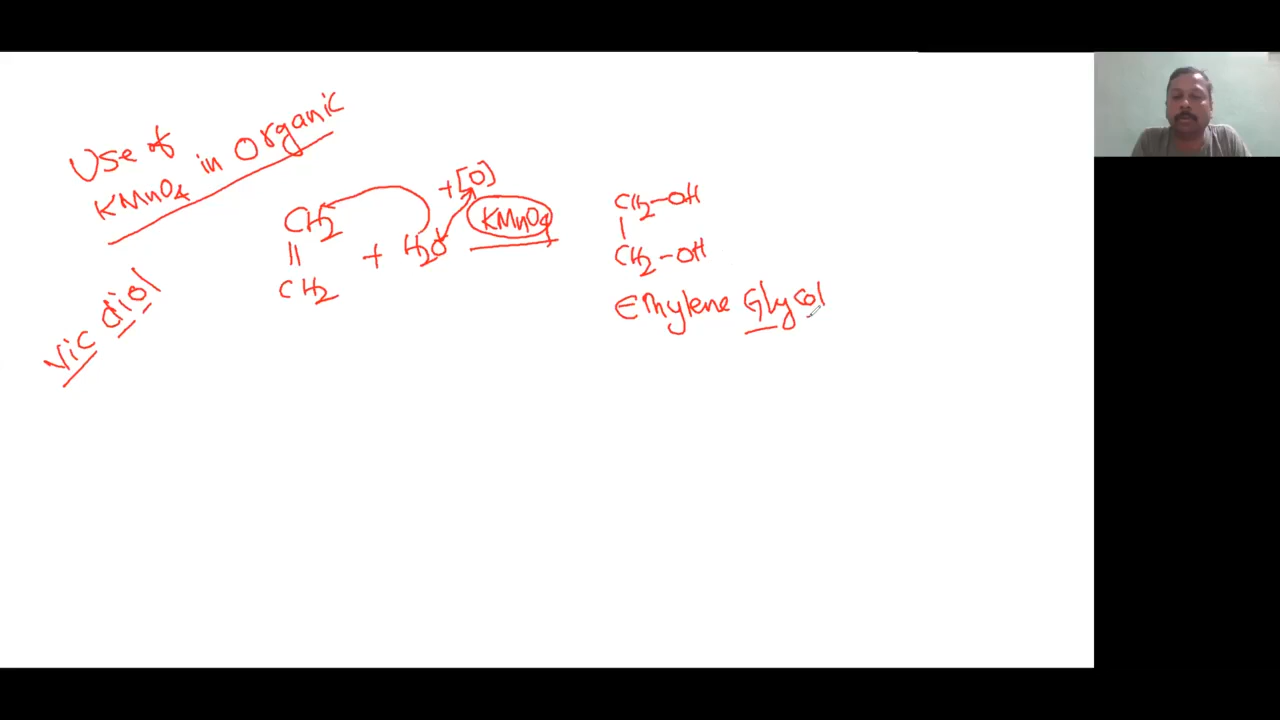 Use of
KMnO4 in Organic
+[O]
CH2
||
CH2
+ H2O
KMnO4
CH2-OH
|
CH2-OH
Ethylene Glycol
Vic diol